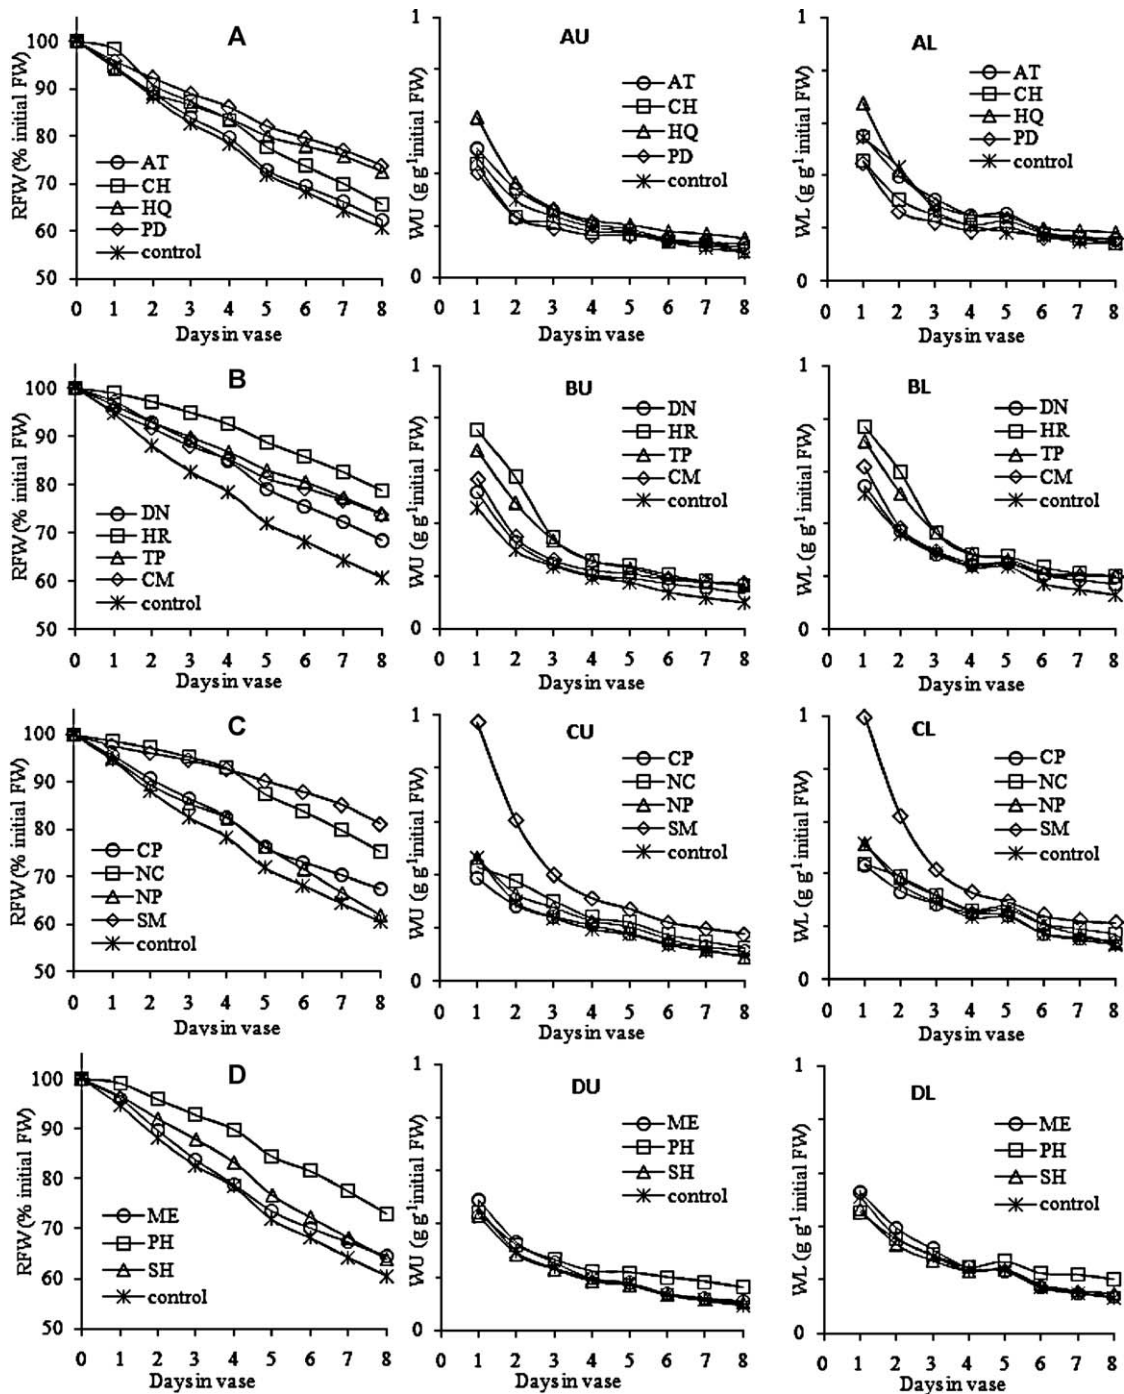 A
RFW (% initial FW)
100
90
80
70
60
50
AT
CH
HQ
PD
control
0 1 2 3 4 5 6 7 8
Days in vase
AU
WU (g g-1 initial FW)
1
0
AT
CH
HQ
PD
control
0 1 2 3 4 5 6 7 8
Days in vase
AL
WL (g g-1 initial FW)
1
0
AT
CH
HQ
PD
control
0 1 2 3 4 5 6 7 8
Days in vase
B
RFW (% initial FW)
100
90
80
70
60
50
DN
HR
TP
CM
control
0 1 2 3 4 5 6 7 8
Days in vase
BU
WU (g g-1 initial FW)
1
0
DN
HR
TP
CM
control
0 1 2 3 4 5 6 7 8
Days in vase
BL
WL (g g-1 initial FW)
1
0
DN
HR
TP
CM
control
0 1 2 3 4 5 6 7 8
Days in vase
C
RFW (% initial FW)
100
90
80
70
60
50
CP
NC
NP
SM
control
0 1 2 3 4 5 6 7 8
Days in vase
CU
WU (g g-1 initial FW)
1
0
CP
NC
NP
SM
control
0 1 2 3 4 5 6 7 8
Days in vase
CL
WL (g g-1 initial FW)
1
0
CP
NC
NP
SM
control
0 1 2 3 4 5 6 7 8
Days in vase
D
RFW (% initial FW)
100
90
80
70
60
50
ME
PH
SH
control
0 1 2 3 4 5 6 7 8
Days in vase
DU
WU (g g-1 initial FW)
1
0
ME
PH
SH
control
0 1 2 3 4 5 6 7 8
Days in vase
DL
WL (g g-1 initial FW)
1
0
ME
PH
SH
control
0 1 2 3 4 5 6 7 8
Days in vase